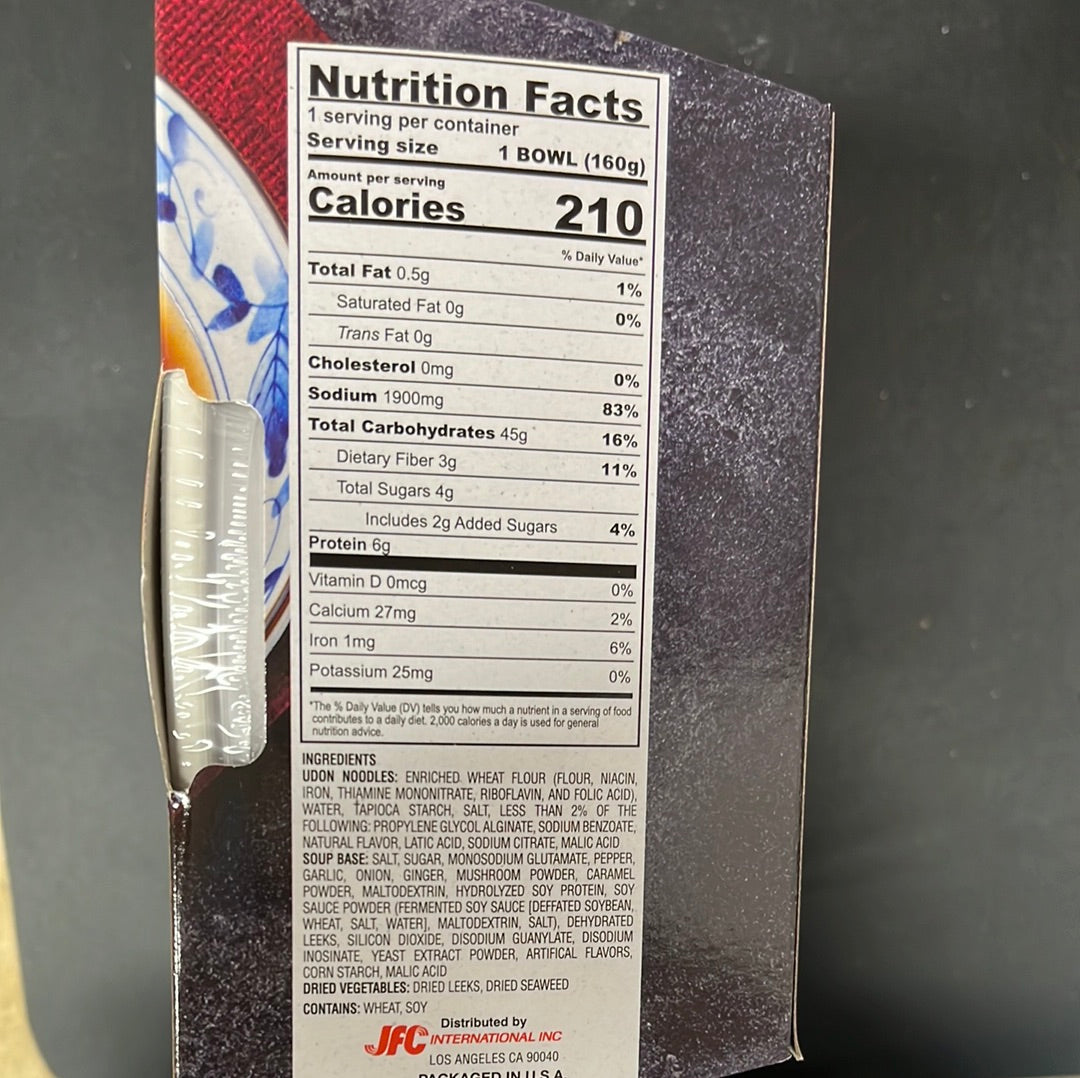 Nutrition Facts
1 serving per container
Serving size 1 BOWL (160g)
Amount per serving
Calories 210
% Daily Value*
Total Fat 0.5g 1%
Saturated Fat 0g 0%
Trans Fat 0g
Cholesterol 0mg 0%
Sodium 1900mg 83%
Total Carbohydrates 45g 16%
Dietary Fiber 3g 11%
Total Sugars 4g
Includes 2g Added Sugars 4%
Protein 6g
Vitamin D 0mcg 0%
Calcium 27mg 2%
Iron 1mg 6%
Potassium 25mg 0%
*The % Daily Value (DV) tells you how much a nutrient in a serving of food
contributes to a daily diet. 2,000 calories a day is used for general
nutrition advice.
INGREDIENTS
UDON NOODLES: ENRICHED WHEAT FLOUR (FLOUR, NIACIN,
IRON, THIAMINE MONONITRATE, RIBOFLAVIN, AND FOLIC ACID),
WATER, TAPIOCA STARCH, SALT, LESS THAN 2% OF THE
FOLLOWING: PROPYLENE GLYCOL ALGINATE, SODIUM BENZOATE,
NATURAL FLAVOR, LATIC ACID, SODIUM CITRATE, MALIC ACID
SOUP BASE: SALT, SUGAR, MONOSODIUM GLUTAMATE, PEPPER,
GARLIC, ONION, GINGER, MUSHROOM POWDER, CARAMEL
POWDER, MALTODEXTRIN, HYDROLYZED SOY PROTEIN, SOY
SAUCE POWDER (FERMENTED SOY SAUCE [DEFFATED SOYBEAN,
WHEAT, SALT, WATER], MALTODEXTRIN, SALT), DEHYDRATED
LEEKS, SILICON DIOXIDE, DISODIUM GUANYLATE, DISODIUM
INOSINATE, YEAST EXTRACT POWDER, ARTIFICAL FLAVORS,
CORN STARCH, MALIC ACID
DRIED VEGETABLES: DRIED LEEKS, DRIED SEAWEED
CONTAINS: WHEAT, SOY
Distributed by
JFC INTERNATIONAL INC
LOS ANGELES CA 90040
PACKAGED IN U.S.A.